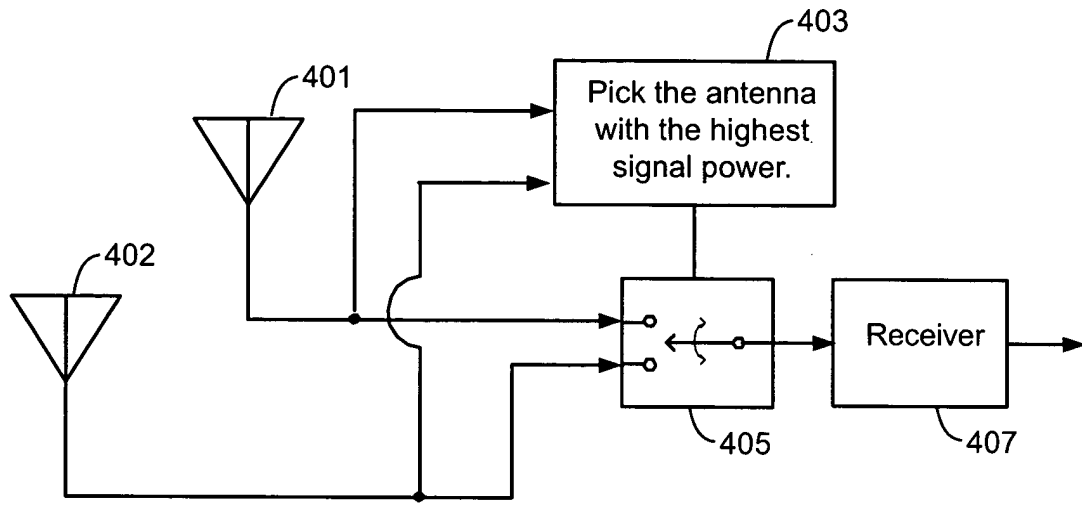 403
401
Pick the antenna
with the highest
signal power.
402
Receiver
405
407